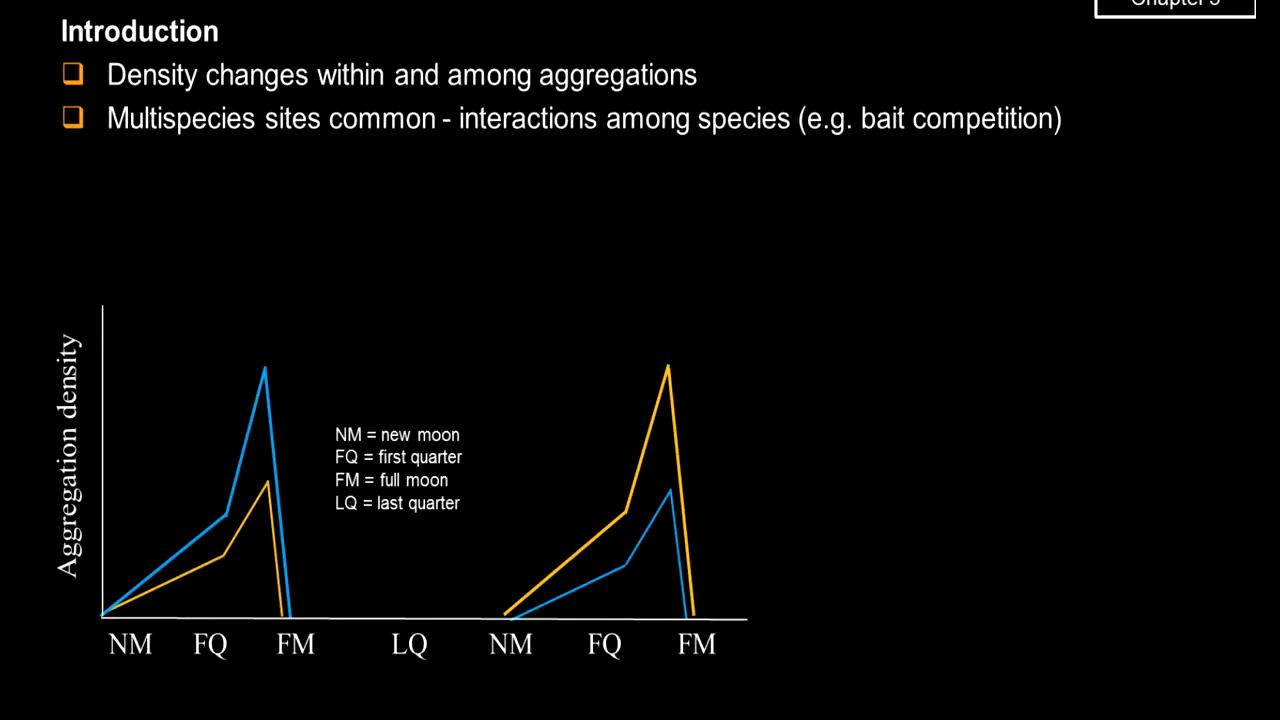 Introduction
Density changes within and among aggregations
Multispecies sites common - interactions among species (e.g. bait competition)
Aggregation density
NM = new moon
FQ = first quarter
FM = full moon
LQ = last quarter
NM FQ FM LQ NM FQ FM